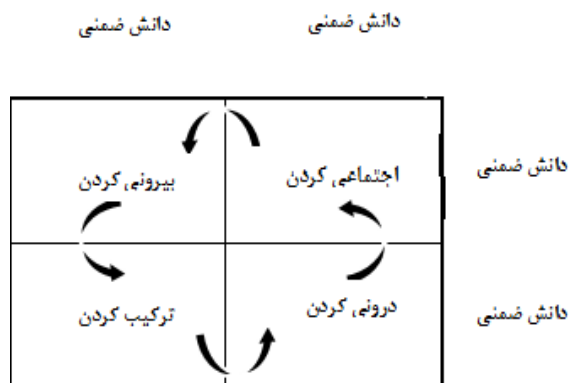 دانش ضمنی
دانش ضمنی
دانش ضمنی
اجتماعی کردن
بیرونی کردن
دانش ضمنی
درونی کردن
ترکیب کردن